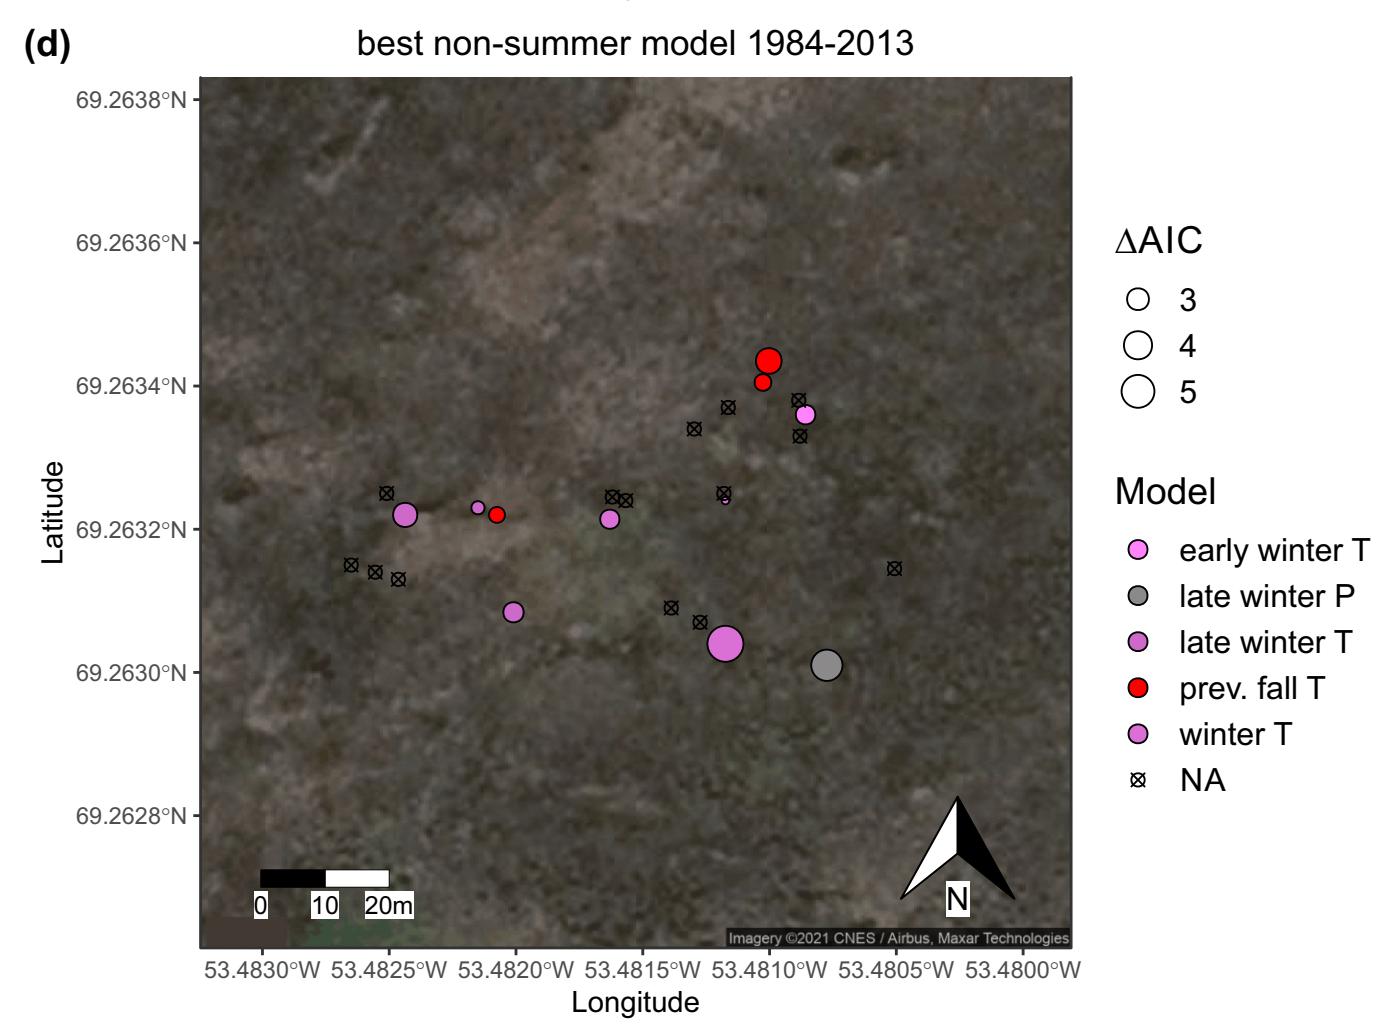 (d)
best non-summer model 1984-2013
69.2638°N
69.2636°N
69.2634°N
69.2632°N
69.2630°N
69.2628°N
Latitude
0 10 20m
N
Imagery ©2021 CNES / Airbus, Maxar Technologies
53.4830°W 53.4825°W 53.4820°W 53.4815°W 53.4810°W 53.4805°W 53.4800°W
Longitude
ΔAIC
3
4
5
Model
early winter T
late winter P
late winter T
prev. fall T
winter T
NA